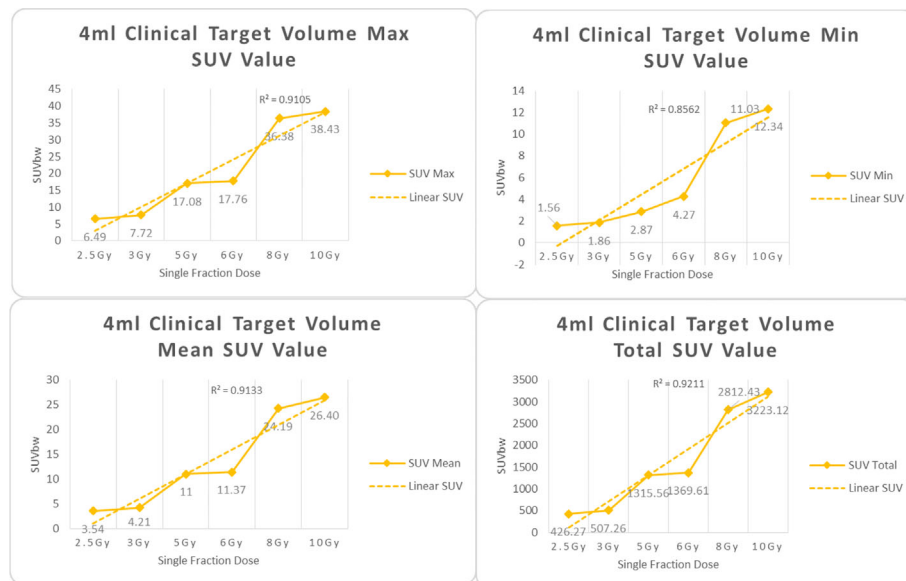 4ml Clinical Target Volume Max
SUV Value
45
40
35
30
25
20
15
10
5
0
SUVbw
R² = 0.9105
6.49
7.72
17.08
17.76
36.38
38.43
2.5Gy 3Gy 5Gy 6Gy 8Gy 10Gy
Single Fraction Dose
SUV Max
Linear SUV
4ml Clinical Target Volume Min
SUV Value
14
12
10
8
6
4
2
0
-2
SUVbw
R² = 0.8562
1.56
1.86
2.87
4.27
11.03
12.34
2.5Gy 3Gy 5Gy 6Gy 8Gy 10Gy
Single Fraction Dose
SUV Min
Linear SUV
4ml Clinical Target Volume
Mean SUV Value
30
25
20
15
10
5
0
SUVbw
R² = 0.9133
3.54
4.21
11
11.37
24.19
26.40
2.5Gy 3Gy 5Gy 6Gy 8Gy 10Gy
Single Fraction Dose
SUV Mean
Linear SUV
4ml Clinical Target Volume
Total SUV Value
3500
3000
2500
2000
1500
1000
500
0
SUVbw
R² = 0.9211
426.27
507.26
1315.56
1369.61
2812.43
3223.12
2.5Gy 3Gy 5Gy 6Gy 8Gy 10Gy
Single Fraction Dose
SUV Total
Linear SUV